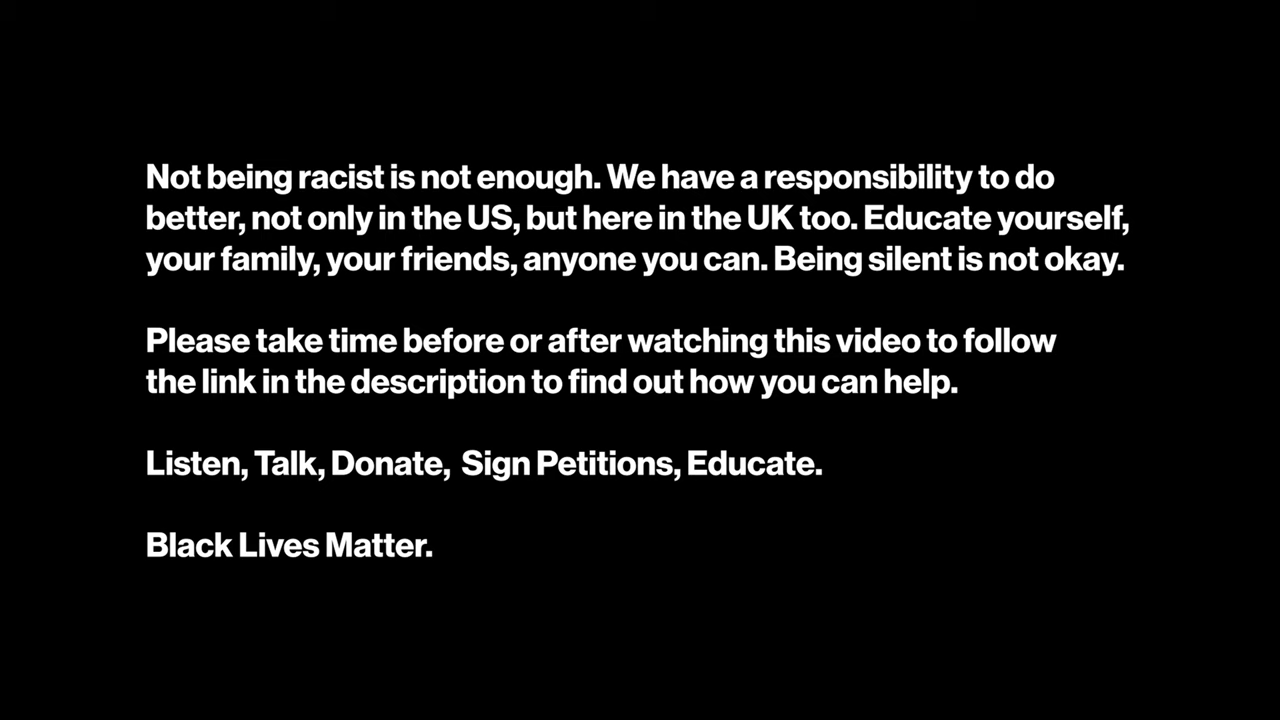 Not being racist is not enough. We have a responsibility to do
better, not only in the US, but here in the UK too. Educate yourself,
your family, your friends, anyone you can. Being silent is not okay.
Please take time before or after watching this video to follow
the link in the description to find out how you can help.
Listen, Talk, Donate,  Sign Petitions, Educate.
Black Lives Matter.